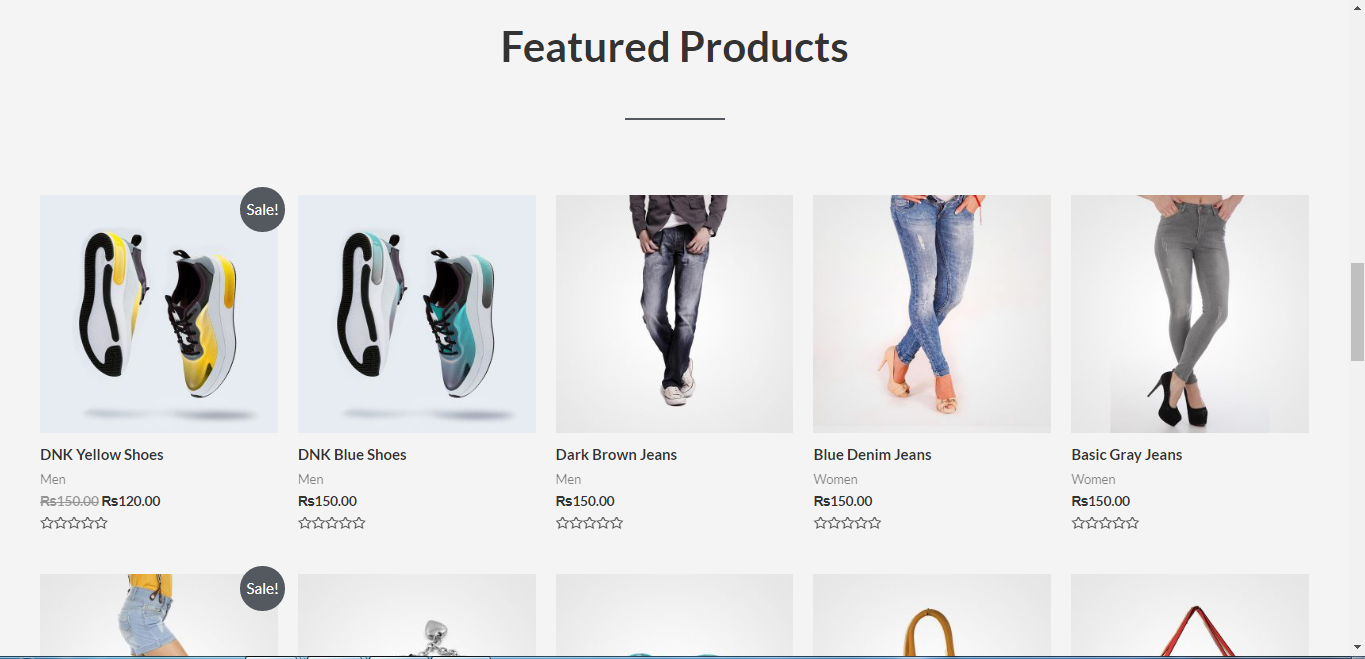 Featured Products
Sale!
DNK Yellow Shoes
Men
₨150.00 ₨120.00
DNK Blue Shoes
Men
₨150.00
Dark Brown Jeans
Men
₨150.00
Blue Denim Jeans
Women
₨150.00
Basic Gray Jeans
Women
₨150.00
Sale!